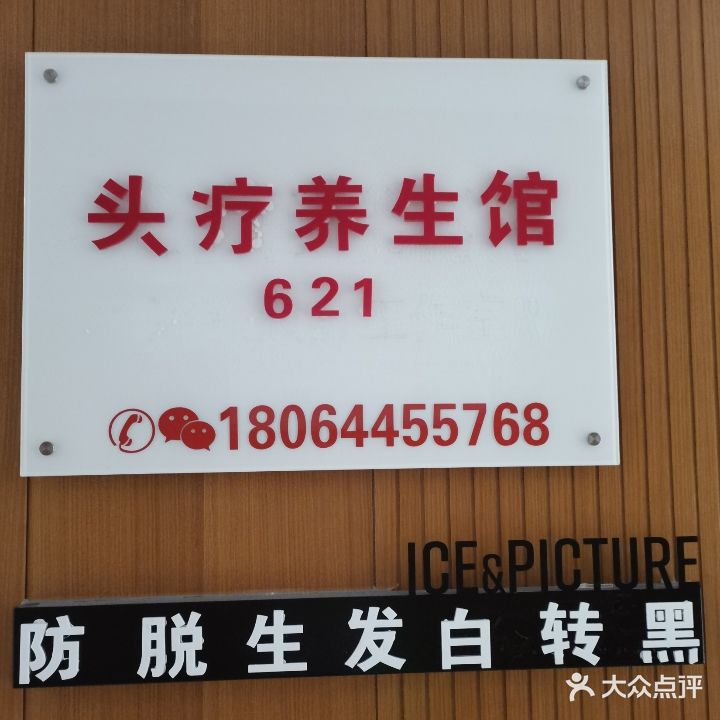 头疗养生馆
621
18064455768
ICE&PICTURE
防脱生发白转黑
大众点评